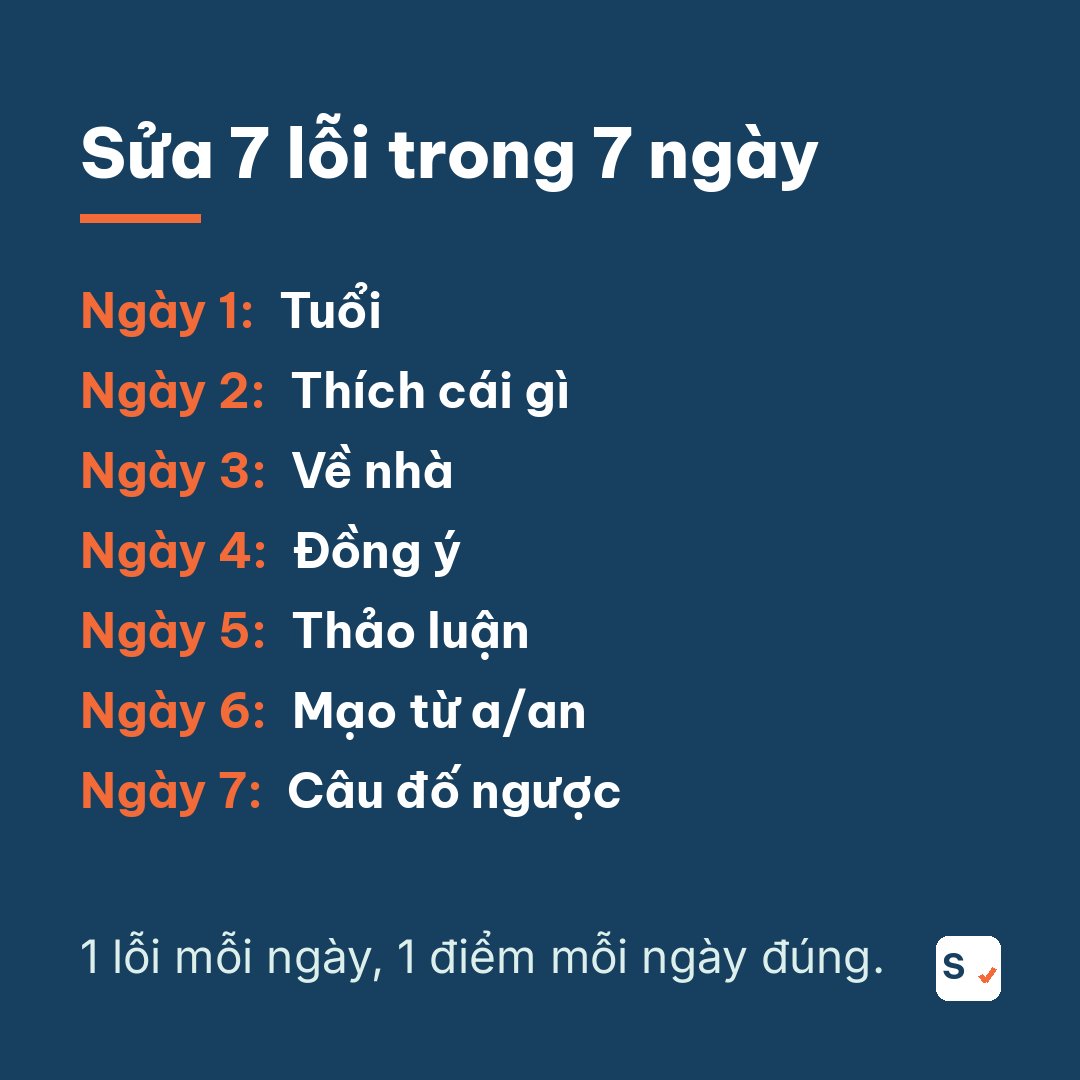 Sửa 7 lỗi trong 7 ngày
Ngày 1: Tuổi
Ngày 2: Thích cái gì
Ngày 3: Về nhà
Ngày 4: Đồng ý
Ngày 5: Thảo luận
Ngày 6: Mạo từ a/an
Ngày 7: Câu đố ngược
1 lỗi mỗi ngày, 1 điểm mỗi ngày đúng.
S